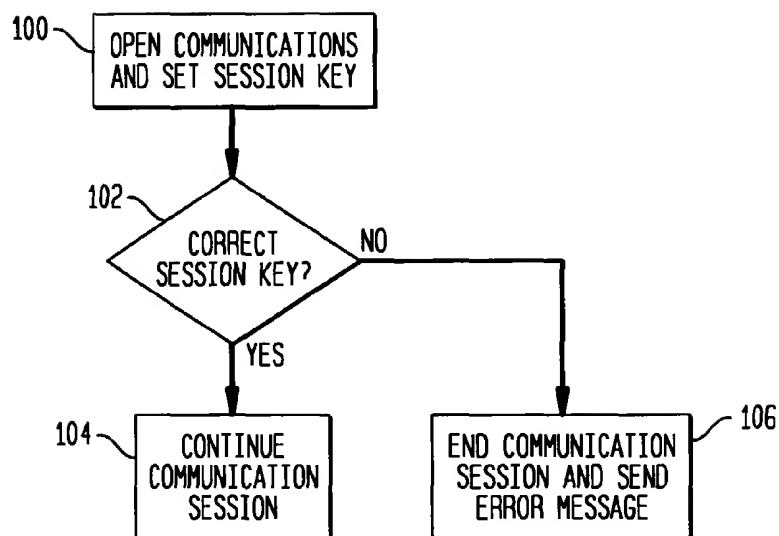 100
OPEN COMMUNICATIONS
AND SET SESSION KEY
102
CORRECT
SESSION KEY?
NO
YES
104
CONTINUE
COMMUNICATION
SESSION
END COMMUNICATION
SESSION AND SEND
ERROR MESSAGE
106